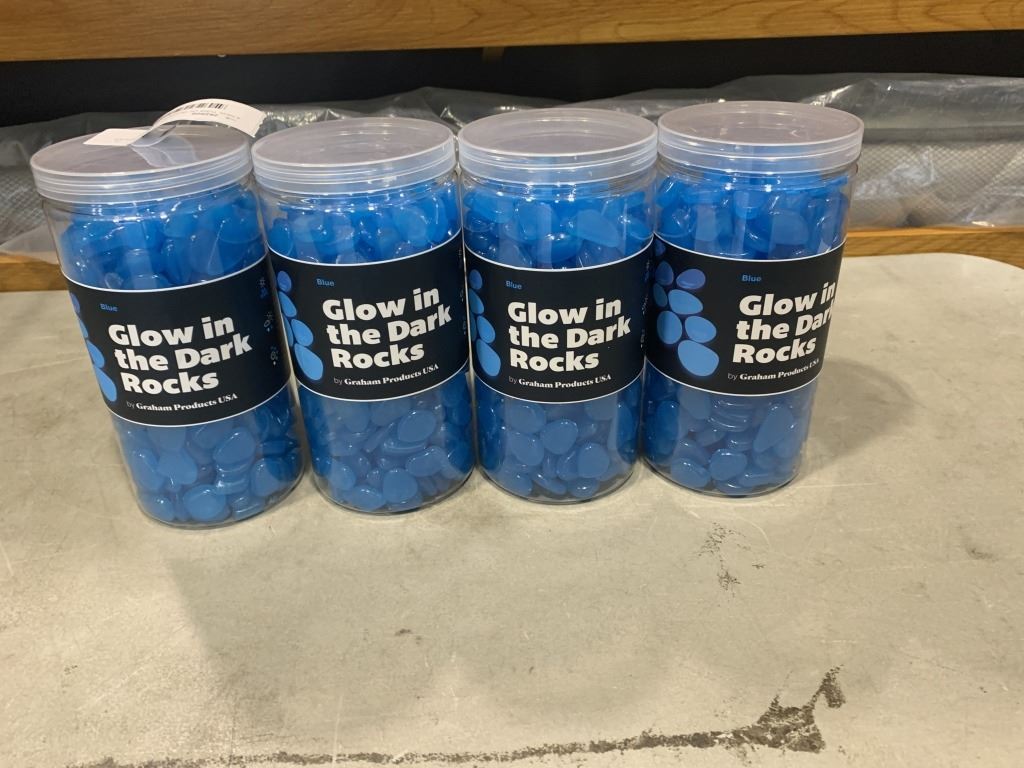 Blue
Glow in
the Dark
Rocks
by Graham Products USA
Blue
Glow in
the Dark
Rocks
by Graham Products USA
Blue
Glow in
the Dark
Rocks
by Graham Products USA
Blue
Glow in
the Dark
Rocks
by Graham Products USA